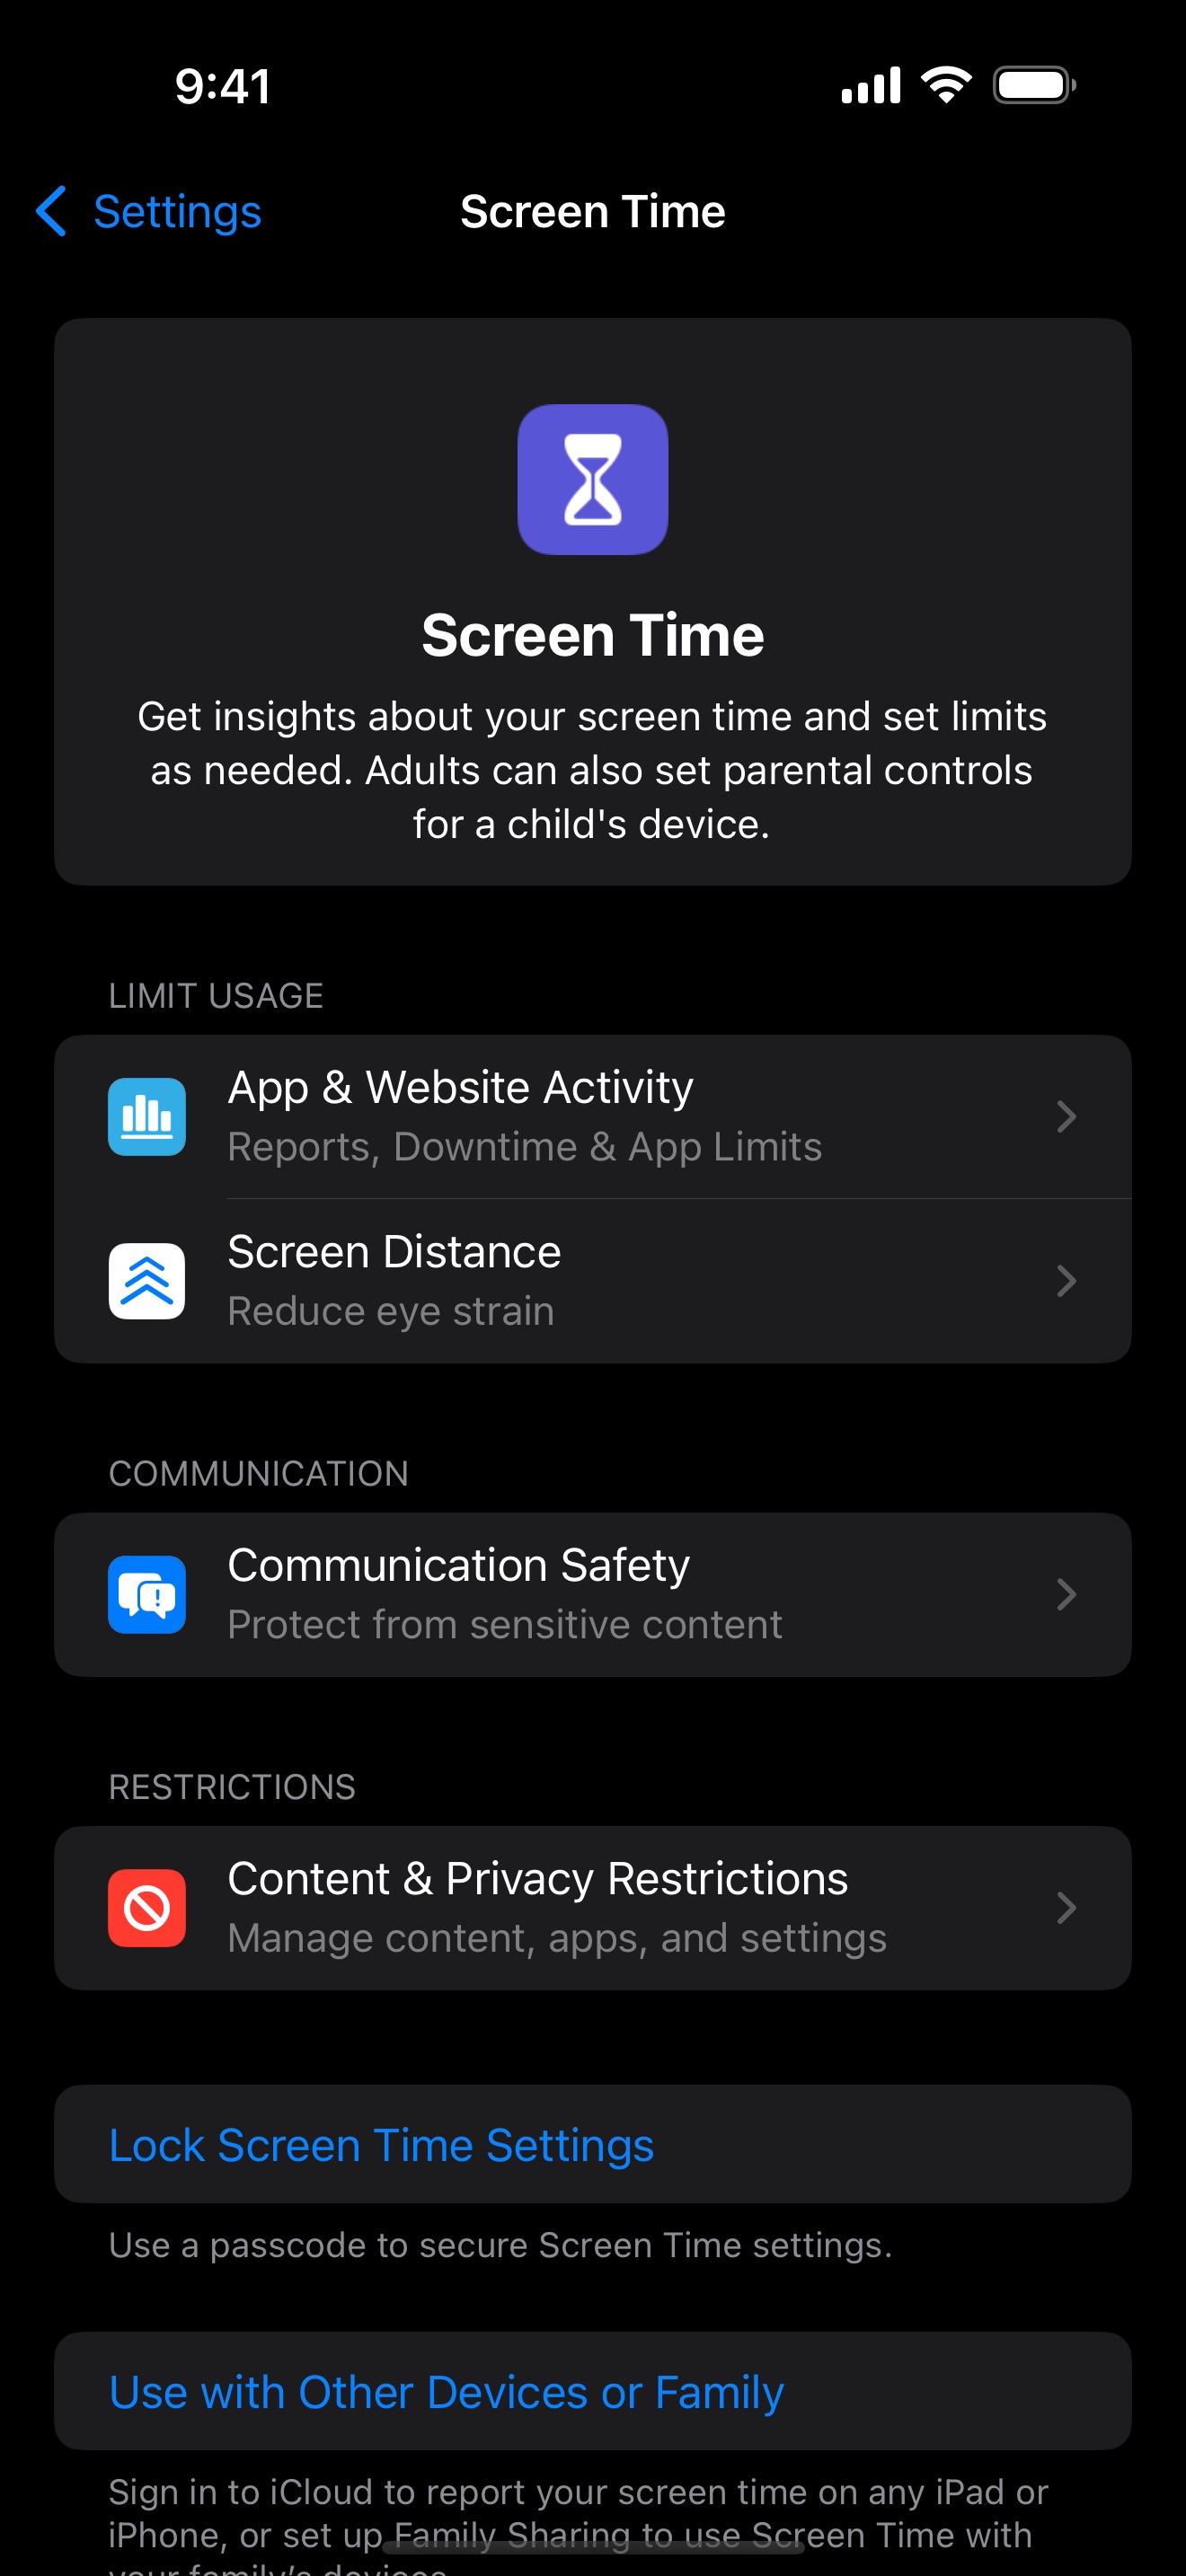 9:41
Settings
Screen Time
Screen Time
Get insights about your screen time and set limits
as needed. Adults can also set parental controls
for a child's device.
LIMIT USAGE
App & Website Activity
Reports, Downtime & App Limits
Screen Distance
Reduce eye strain
COMMUNICATION
Communication Safety
Protect from sensitive content
RESTRICTIONS
Content & Privacy Restrictions
Manage content, apps, and settings
Lock Screen Time Settings
Use a passcode to secure Screen Time settings.
Use with Other Devices or Family
Sign in to iCloud to report your screen time on any iPad or
iPhone, or set up Family Sharing to use Screen Time with
your family's devices.